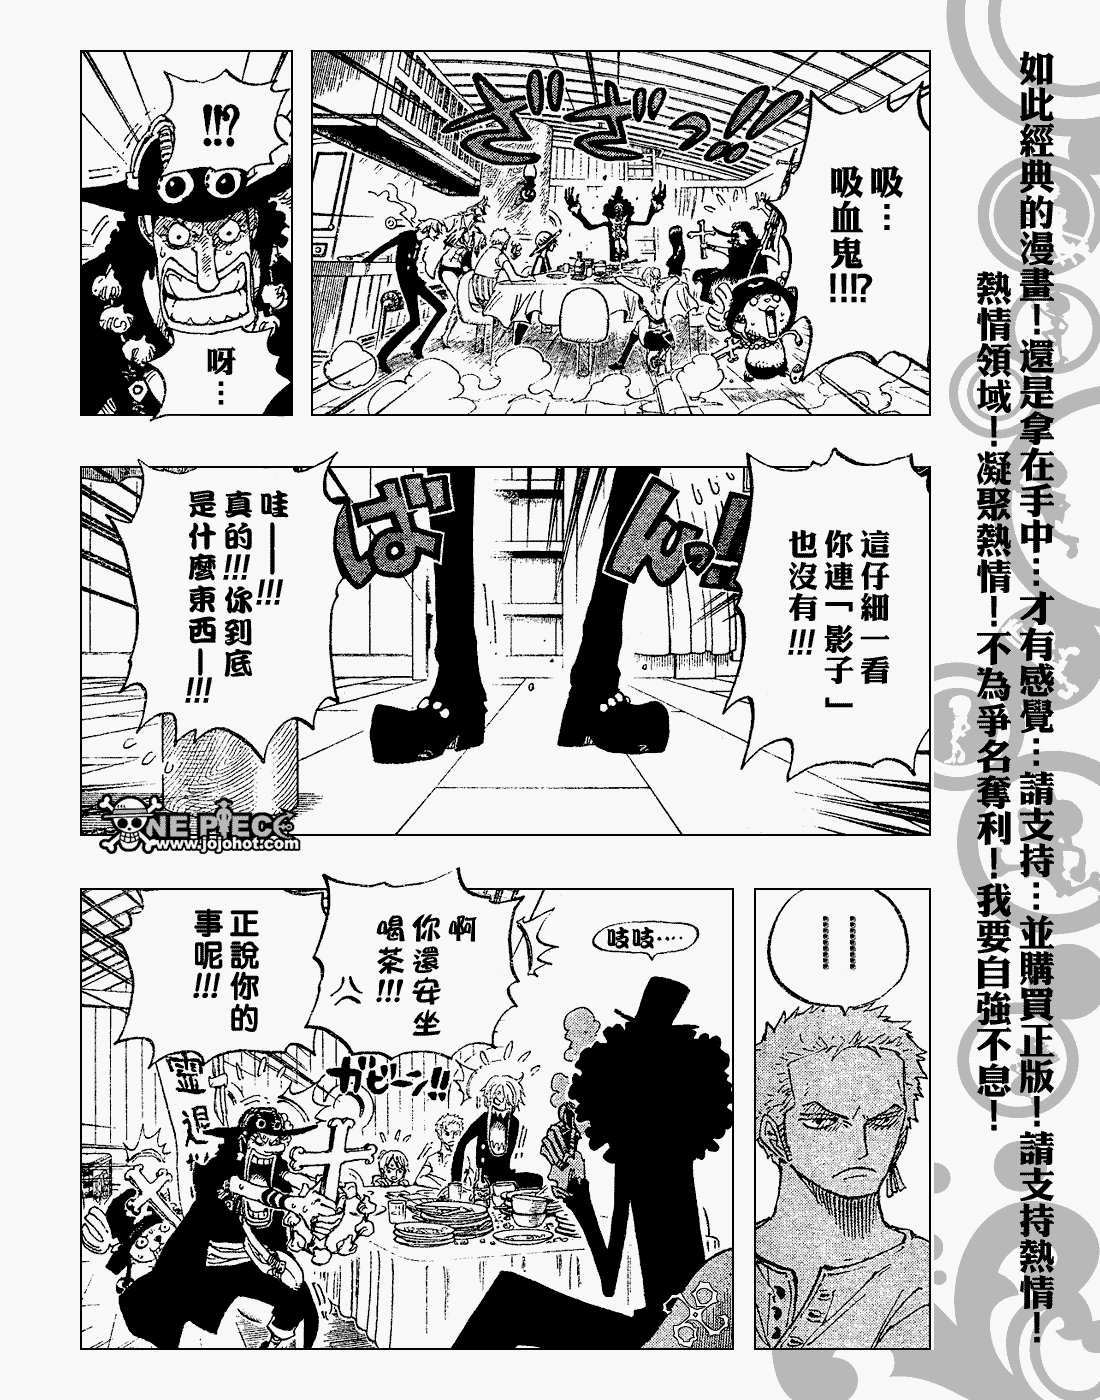 如此經典的漫畫！還是拿在手中…才有感覺…請支持…並購買正版！請支持熱情！
熱情領域！凝聚熱情！不為爭名奪利！我要自強不息！
ざざっ!!
吸…
吸血鬼!!!?
!!!?
呀…
這仔細一看
你連「影子」
也沒有!!!
ばんっ!!
哇——!!!
真的!!!你到底
是什麼東西—!!!
ONE PIECE
www.jojohot.com
………………
吱吱‥‥
啊
你還安坐
喝茶!!!
正說你的
事呢!!!
ガビーン!!
霊
退